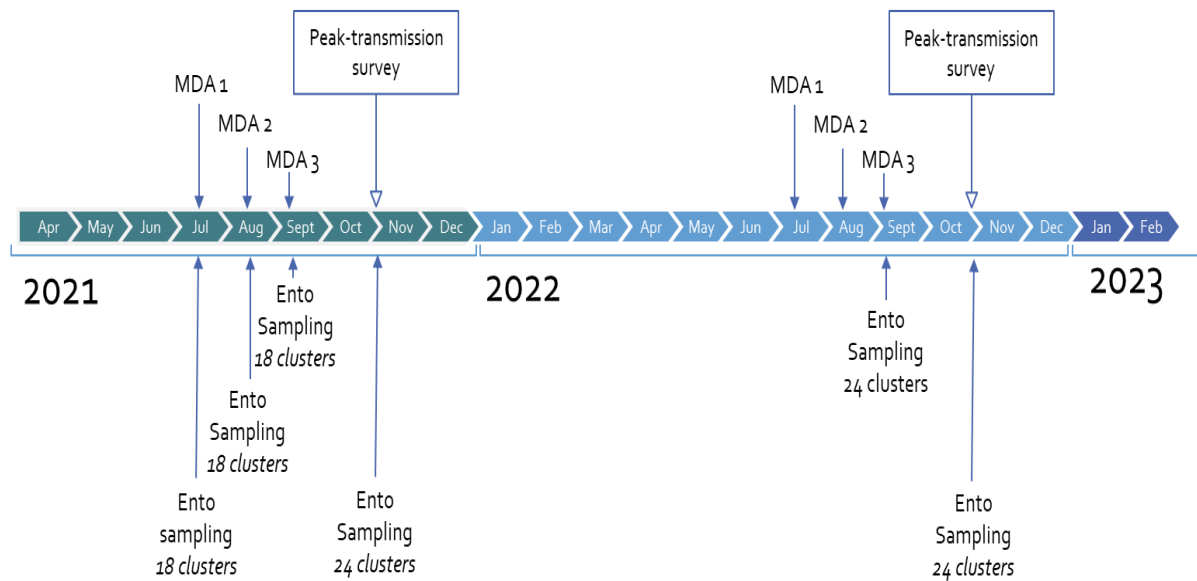 Peak-transmission
survey
Peak-transmission
survey
MDA 1
MDA 2
MDA 3
MDA 1
MDA 2
MDA 3
Apr May Jun Jul Aug Sept Oct Nov Dec Jan Feb Mar Apr May Jun Jul Aug Sept Oct Nov Dec Jan Feb
2021
2022
2023
Ento
Sampling
18 clusters
Ento
Sampling
24 clusters
Ento
Sampling
18 clusters
Ento
sampling
18 clusters
Ento
Sampling
24 clusters
Ento
Sampling
24 clusters